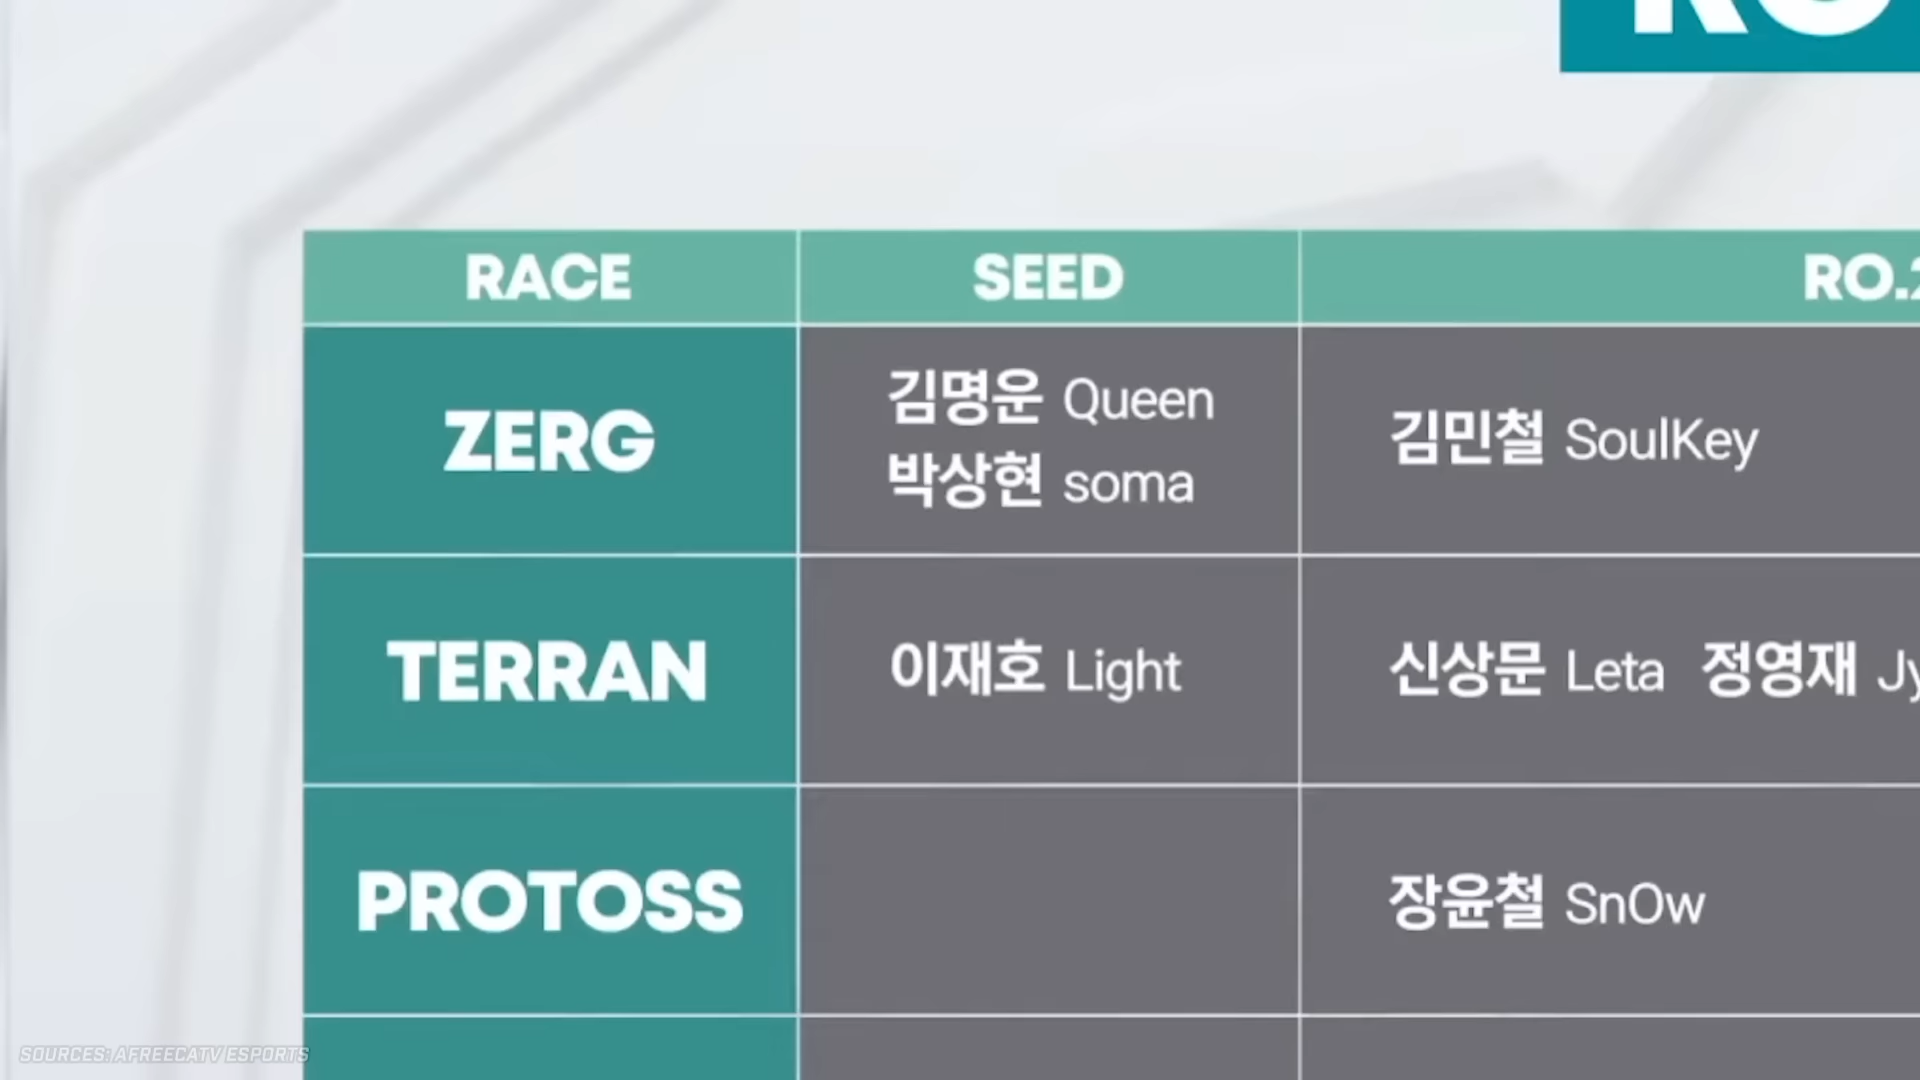 RACE SEED RO.
ZERG 김명운 Queen 김민철 SoulKey
박상현 soma
TERRAN 이재호 Light 신상문 Leta 정영재
PROTOSS 장윤철 SnOw
SOURCES: AFREECATV ESPORTS